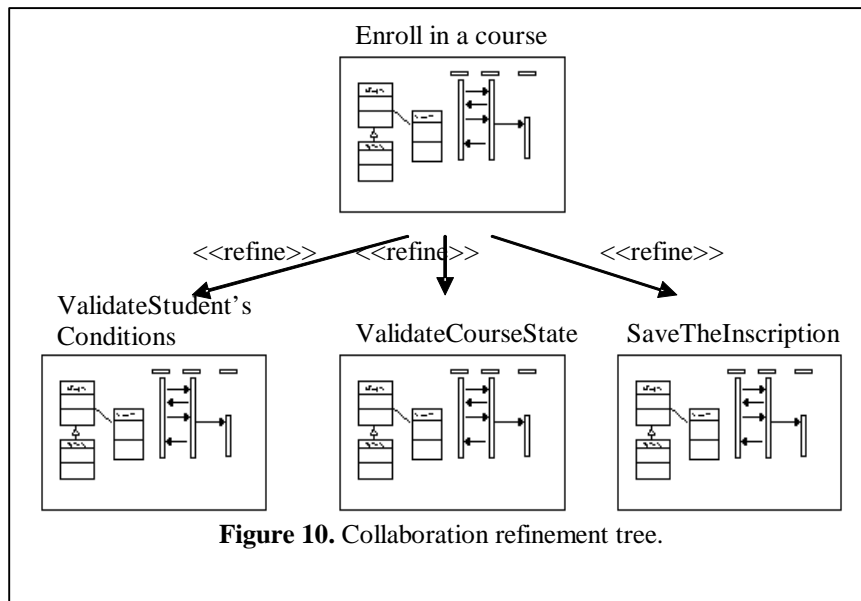 Enroll in a course
<<refine>> <<refine>> <<refine>>
ValidateStudent's
Conditions
ValidateCourseState
SaveTheInscription
Figure 10. Collaboration refinement tree.